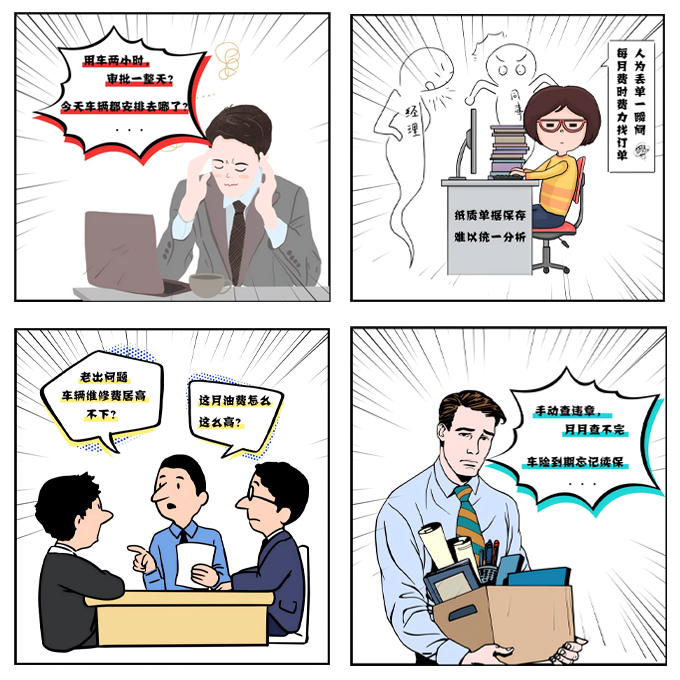 用车两小时，
审批一整天？
今天车辆都安排去哪了？
. . .
经理
同事
人为丢单一瞬间
每月费时费力找订单
纸质单据保存
难以统一分析
老出问题
车辆维修费居高
不下？
这月油费怎么
这么高？
手动查违章，
月月查不完
车险到期忘记续保
. . .